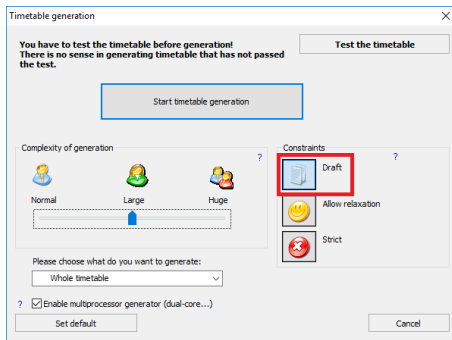 Timetable generation
You have to test the timetable before generation!
There is no sense in generating timetable that has not passed
the test.
Test the timetable
Start timetable generation
Complexity of generation
?
Normal
Large
Huge
Constraints
?
Draft
Allow relaxation
Strict
Please choose what do you want to generate:
Whole timetable
? Enable multiprocessor generator (dual-core...)
Set default
Cancel